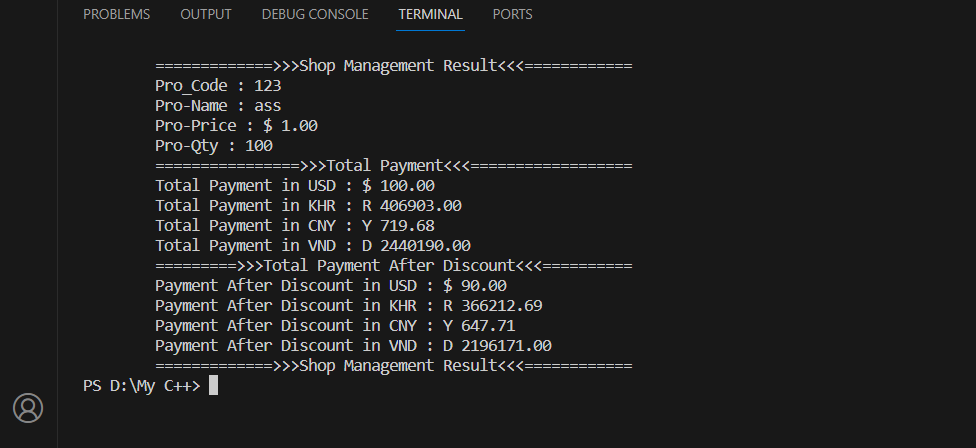 PROBLEMS OUTPUT DEBUG CONSOLE TERMINAL PORTS
=============>>>Shop Management Result<<<============
Pro_Code : 123
Pro-Name : ass
Pro-Price : $ 1.00
Pro-Qty : 100
================>>>Total Payment<<<==================
Total Payment in USD : $ 100.00
Total Payment in KHR : R 406903.00
Total Payment in CNY : Y 719.68
Total Payment in VND : D 2440190.00
=========>>>Total Payment After Discount<<<==========
Payment After Discount in USD : $ 90.00
Payment After Discount in KHR : R 366212.69
Payment After Discount in CNY : Y 647.71
Payment After Discount in VND : D 2196171.00
=============>>>Shop Management Result<<<============
PS D:\My C++>